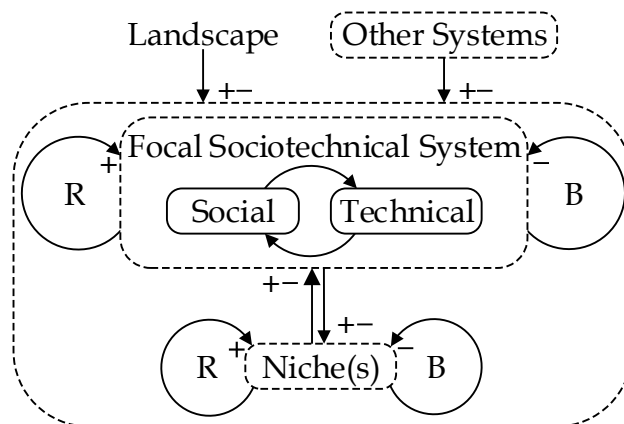 Landscape
Other Systems
+−
+−
Focal Sociotechnical System
+
−
R
B
Social
Technical
+−
+−
R
+
Niche(s)
−
B